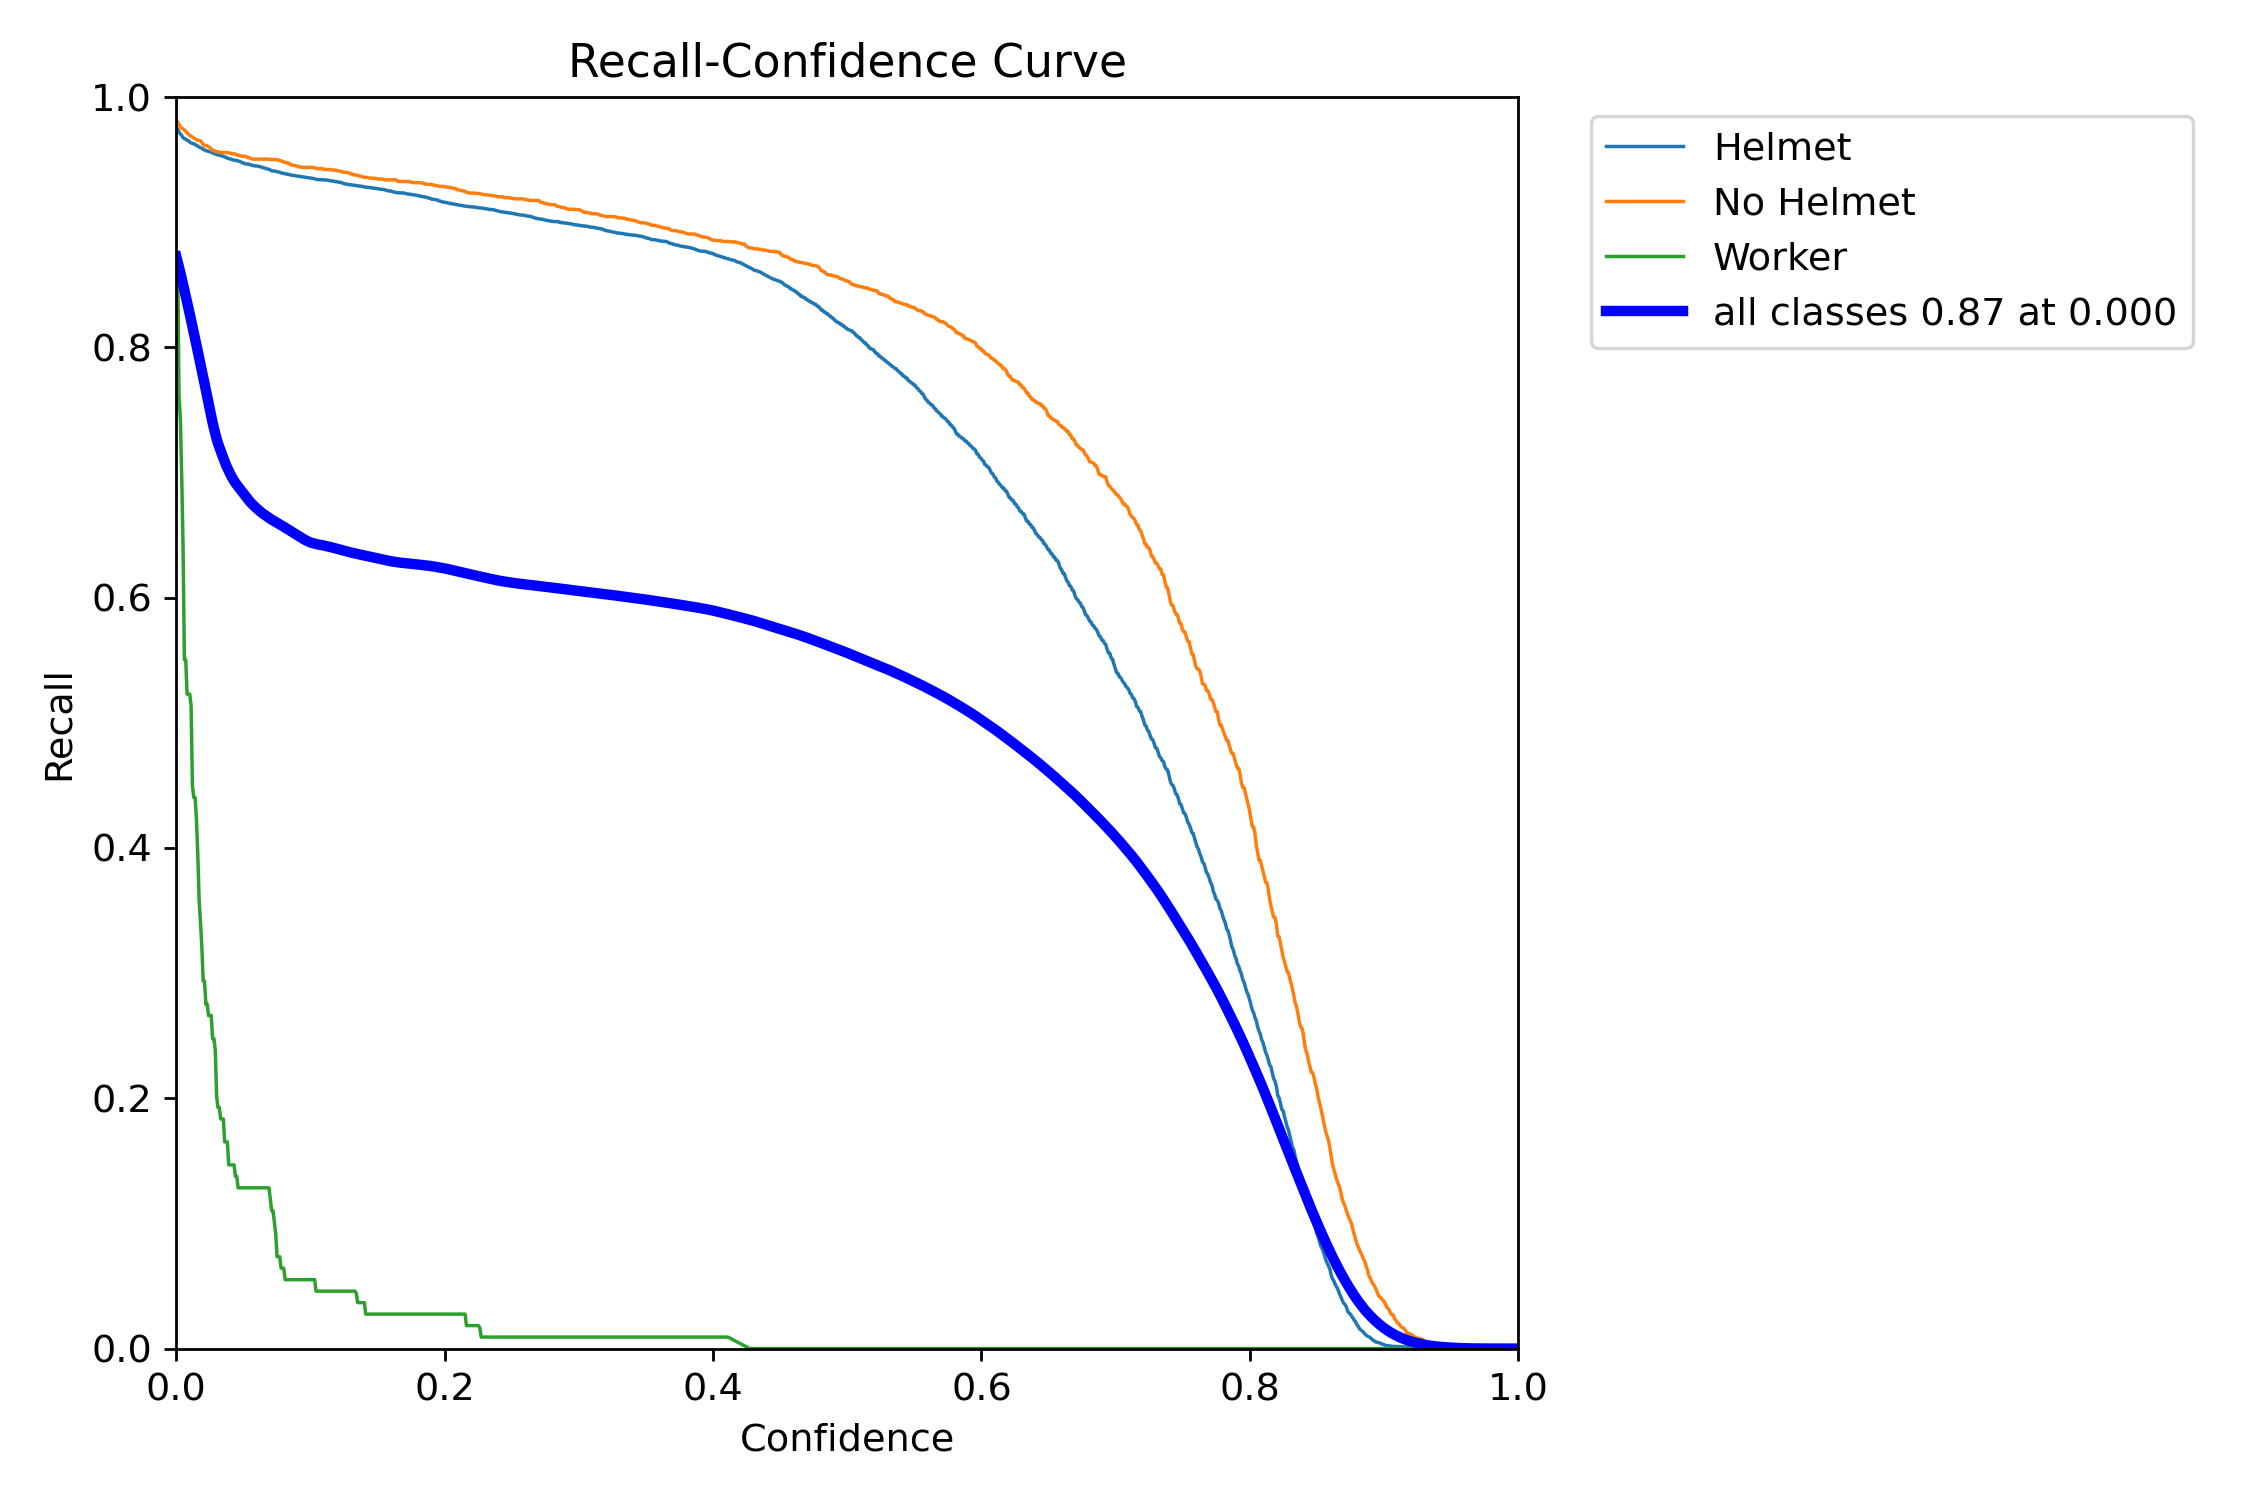 Recall-Confidence Curve
1.0
0.8
0.6
0.4
0.2
0.0
Recall
0.0 0.2 0.4 0.6 0.8 1.0
Confidence
Helmet
No Helmet
Worker
all classes 0.87 at 0.000